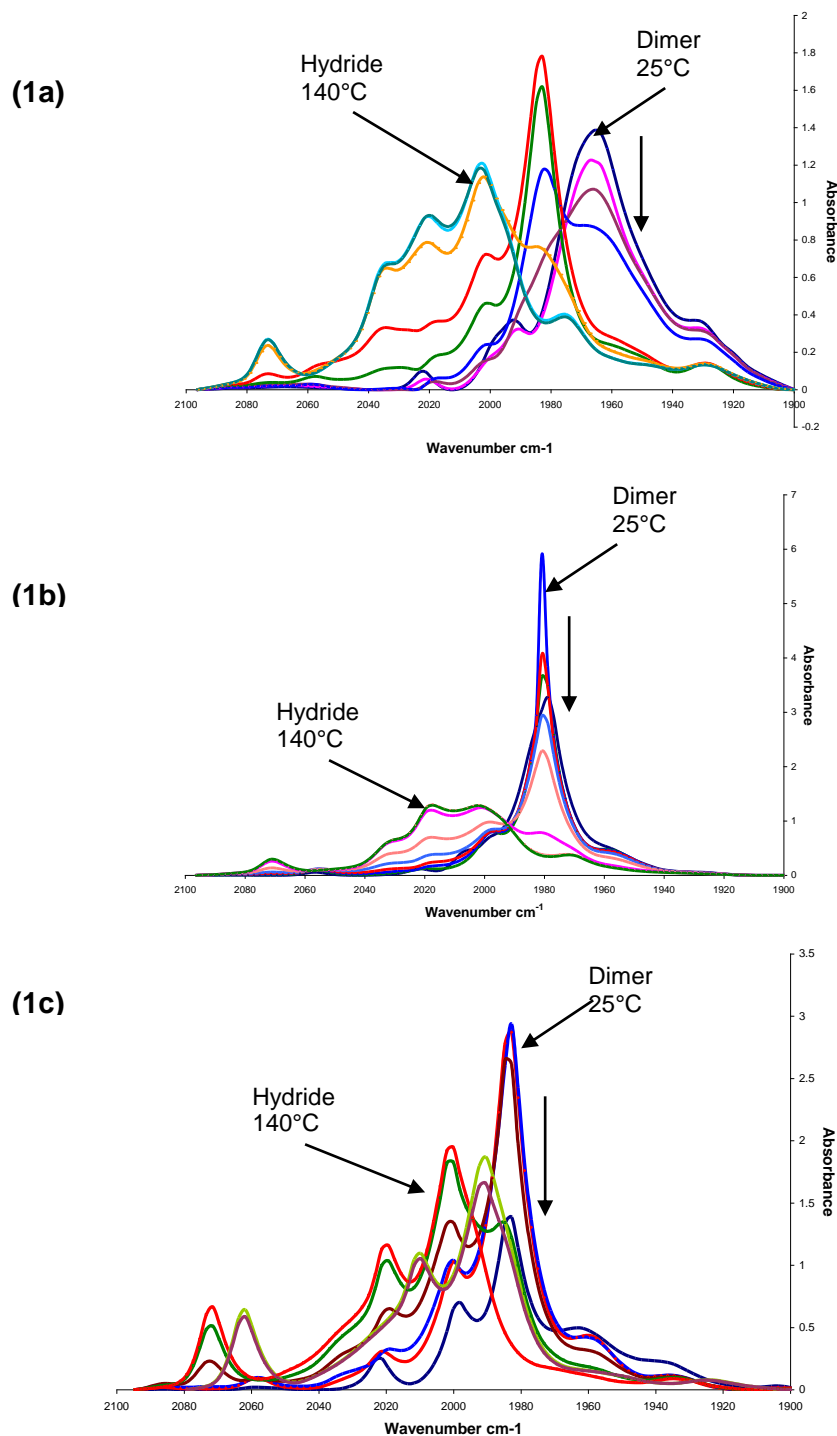 (1a)
Hydride
140°C
Dimer
25°C
2
1.8
1.6
1.4
1.2
1
0.8
0.6
0.4
0.2
0
-0.2
Absorbance
2100 2080 2060 2040 2020 2000 1980 1960 1940 1920 1900
Wavenumber cm-1
(1b)
Dimer
25°C
Hydride
140°C
7
6
5
4
3
2
1
0
Absorbance
2100 2080 2060 2040 2020 2000 1980 1960 1940 1920 1900
Wavenumber cm-1
(1c)
Dimer
25°C
Hydride
140°C
3.5
3
2.5
2
1.5
1
0.5
0
Absorbance
2100 2080 2060 2040 2020 2000 1980 1960 1940 1920 1900
Wavenumber cm-1